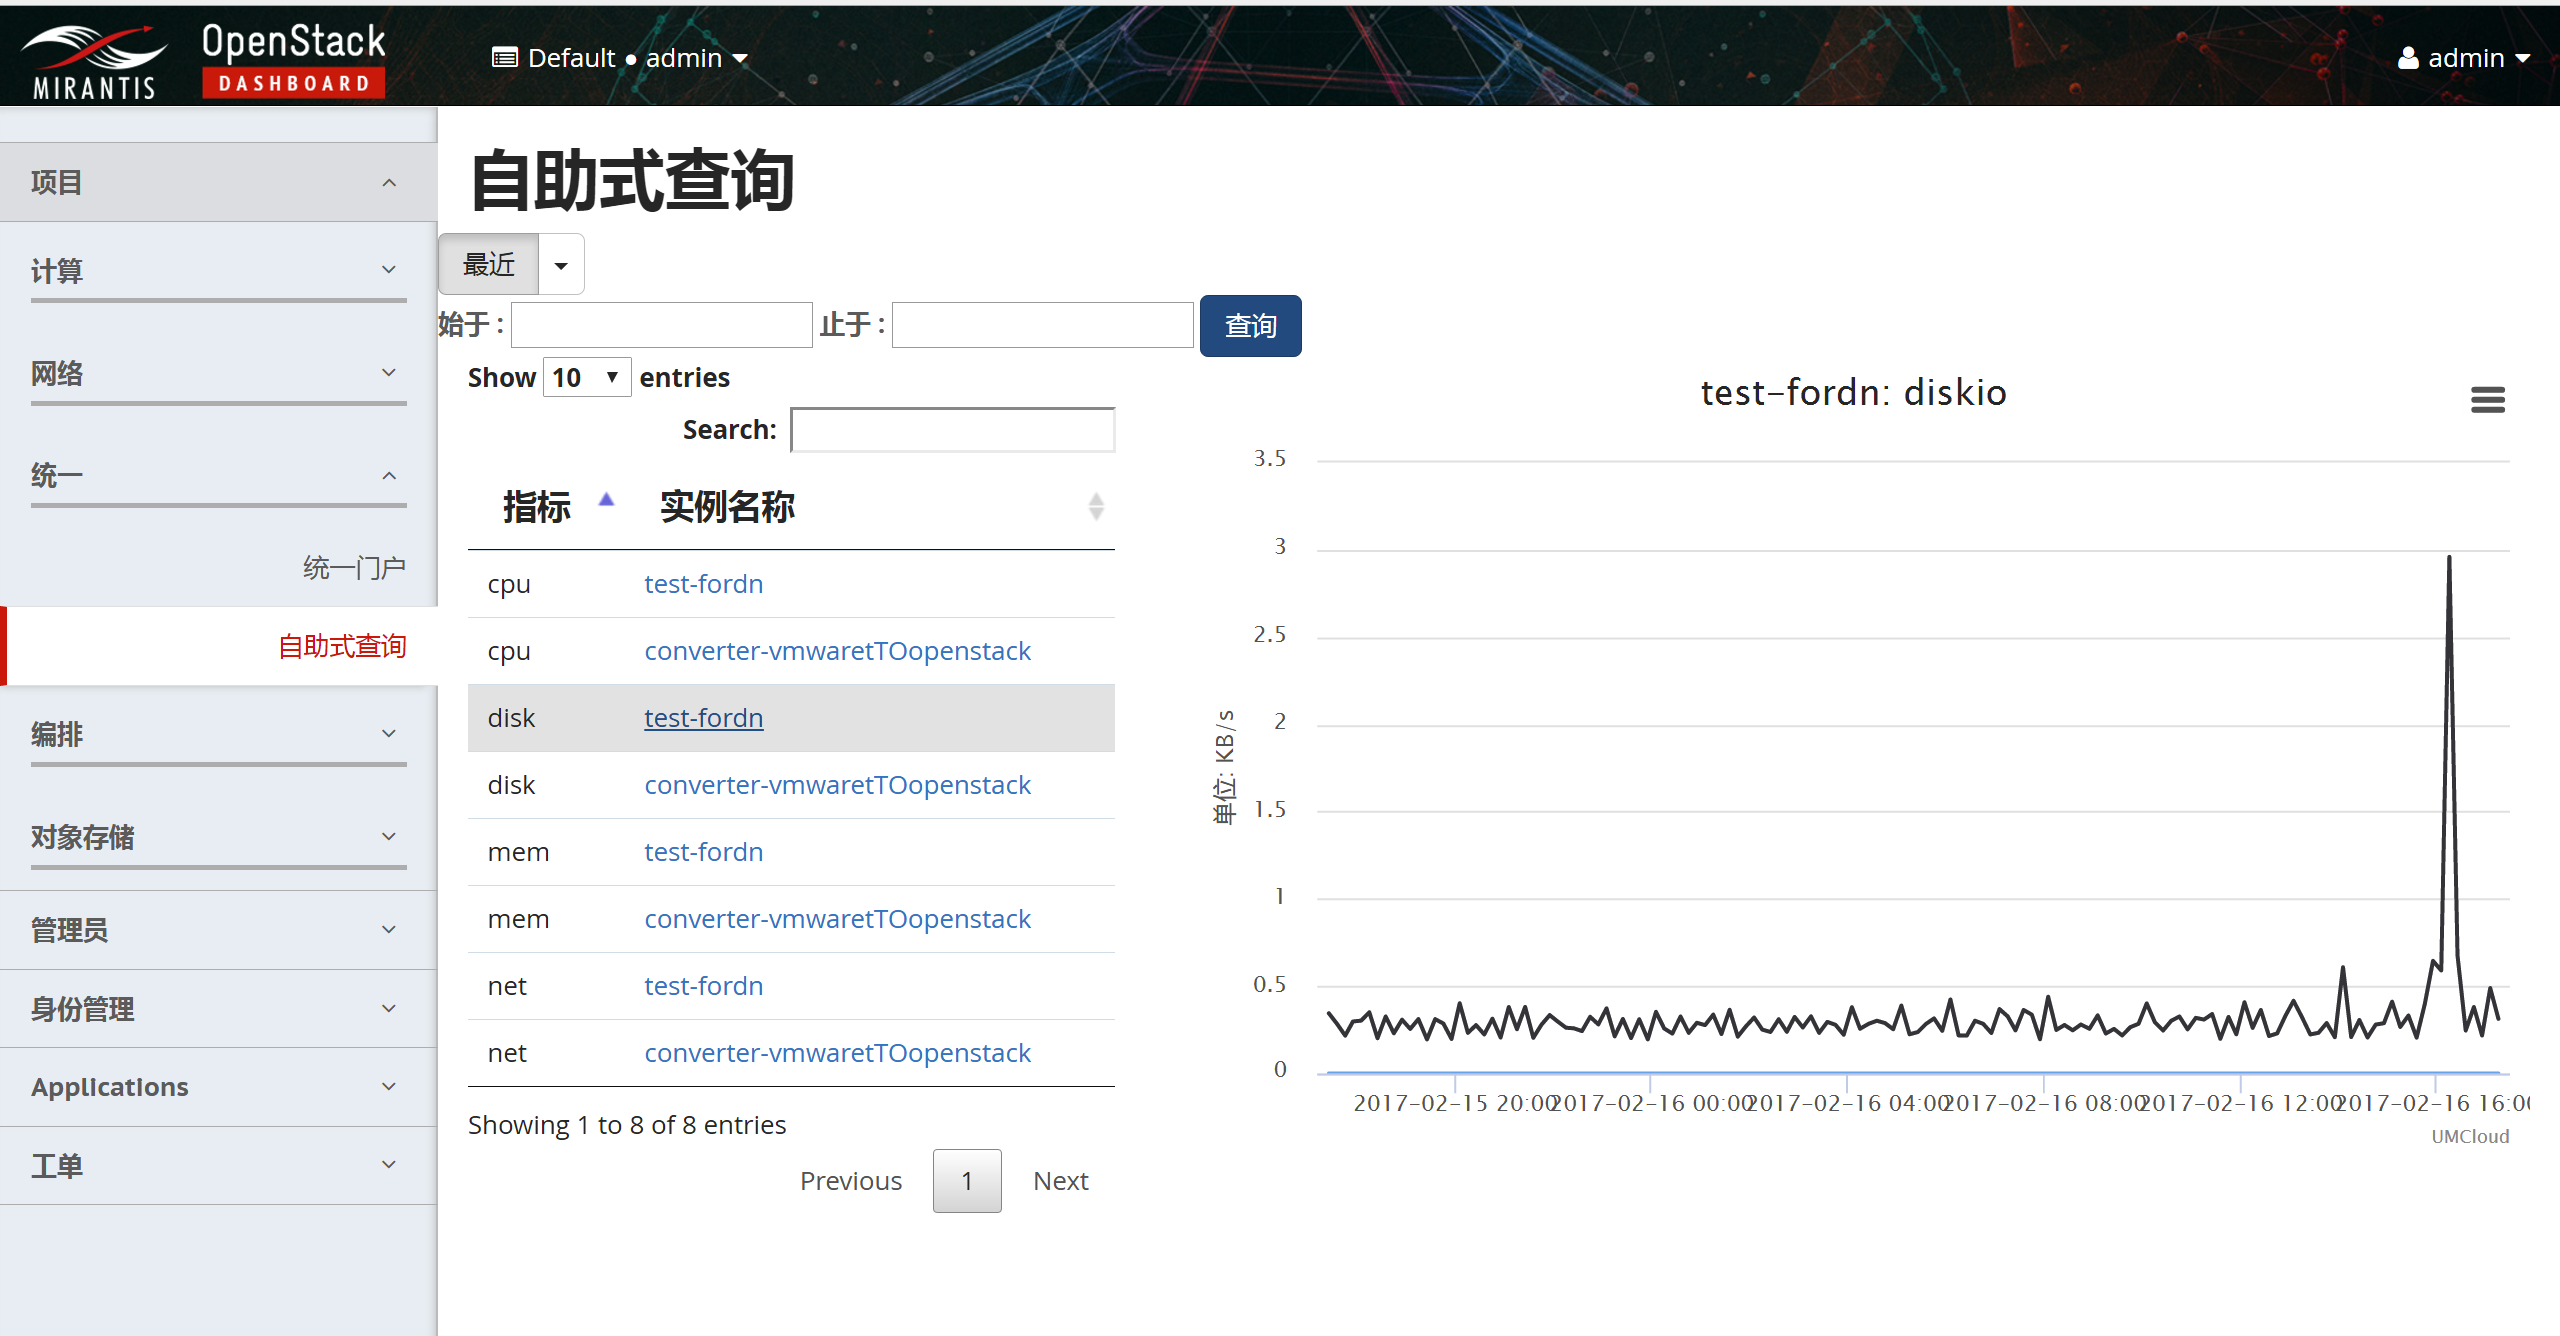 MIRANTIS
OpenStack
DASHBOARD
Default ● admin
admin
项目
计算
网络
统一
统一门户
自助式查询
编排
对象存储
管理员
身份管理
Applications
工单
自助式查询
最近
始于 : 止于 : 查询
Show 10 entries
Search:
指标 实例名称
cpu test-fordn
cpu converter-vmwaretTOopenstack
disk test-fordn
disk converter-vmwaretTOopenstack
mem test-fordn
mem converter-vmwaretTOopenstack
net test-fordn
net converter-vmwaretTOopenstack
Showing 1 to 8 of 8 entries
Previous 1 Next
test-fordn: diskio
单位: KB/s
3.5
3
2.5
2
1.5
1
0.5
0
2017-02-15 20:00 2017-02-16 00:00 2017-02-16 04:00 2017-02-16 08:00 2017-02-16 12:00 2017-02-16 16:00
UMCloud